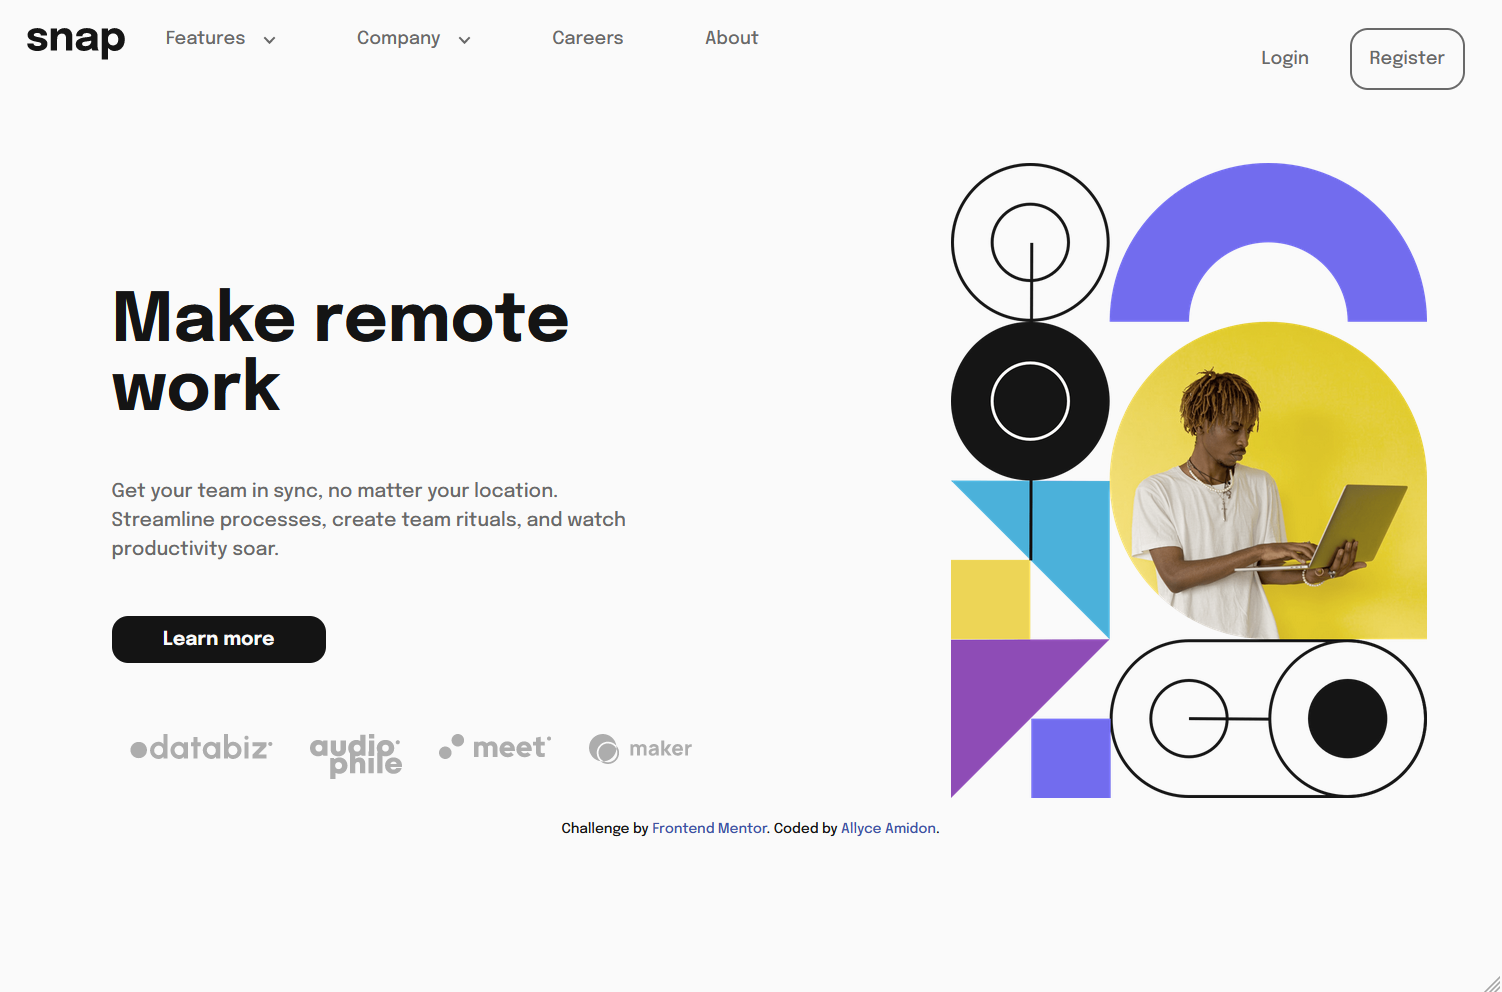 snap Features Company Careers About
Login Register
Make remote
work
Get your team in sync, no matter your location.
Streamline processes, create team rituals, and watch
productivity soar.
Learn more
databiz audiophile meet maker
Challenge by Frontend Mentor. Coded by Allyce Amidon.